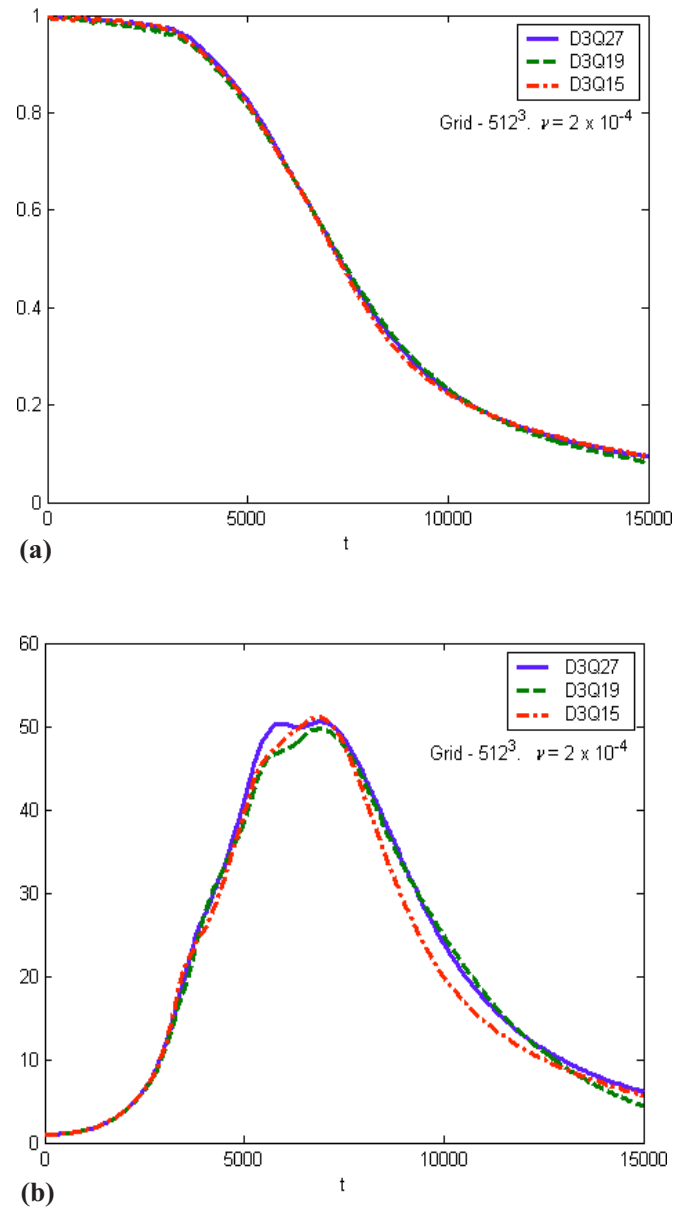 1
D3Q27
D3Q19
D3Q15
Grid - 512³. ν = 2 x 10⁻⁴
0.8
0.6
0.4
0.2
0
0 5000 10000 15000
t
(a)
60
D3Q27
D3Q19
D3Q15
Grid - 512³. ν = 2 x 10⁻⁴
50
40
30
20
10
0
0 5000 10000 15000
t
(b)